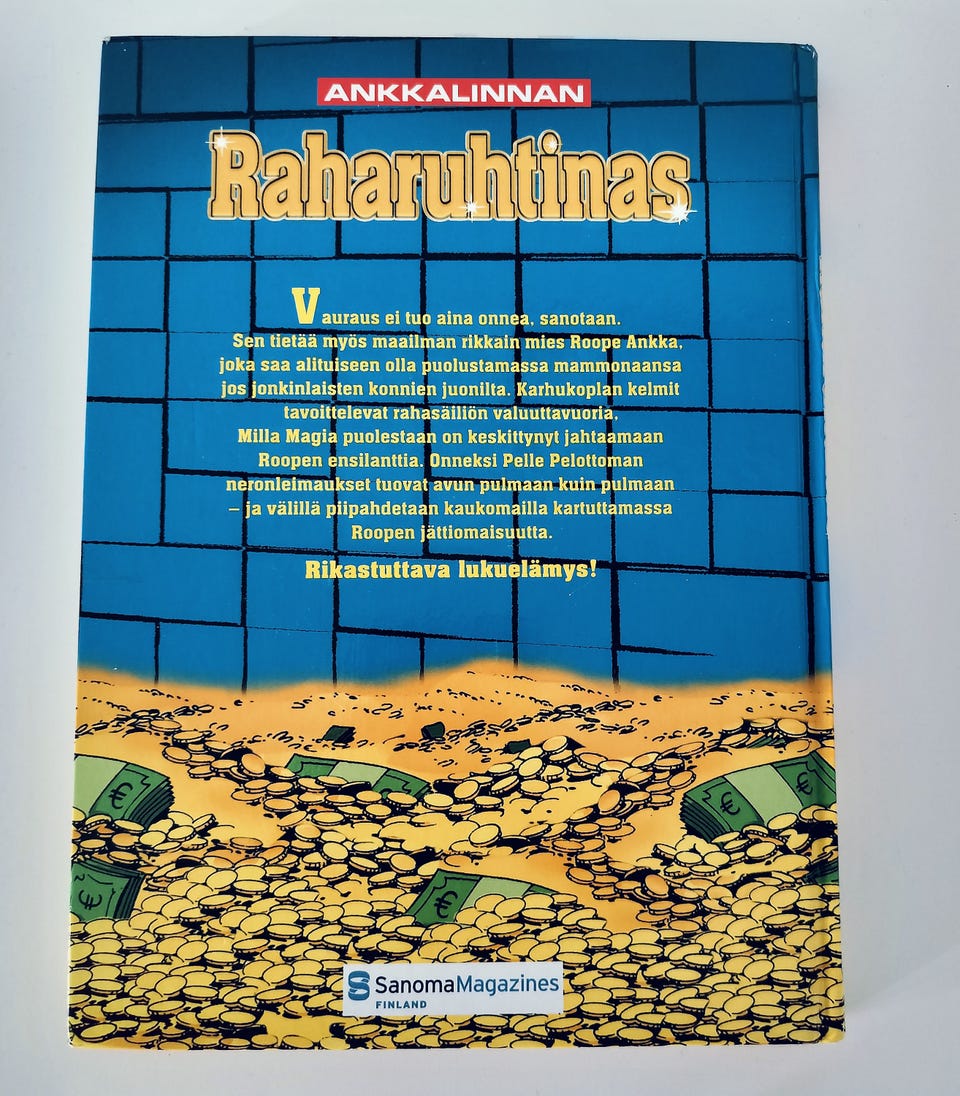 ANKKALINNAN
Raharuhtinas
Vauraus ei tuo aina onnea, sanotaan.
Sen tietää myös maailman rikkain mies Roope Ankka,
joka saa alituiseen olla puolustamassa mammonaansa
jos jonkinlaisten konnien juonilta. Karhukoplan kelmit
tavoittelevat rahasäiliön valuuttavuoria,
Milla Magia puolestaan on keskittynyt jahtaamaan
Roopen ensilanttia. Onneksi Pelle Pelottoman
neronleimaukset tuovat avun pulmaan kuin pulmaan
– ja välillä piipahdetaan kaukomailla kartuttamassa
Roopen jättiomaisuutta.
Rikastuttava lukuelämys!
€
€
€
€
SanomaMagazines
FINLAND